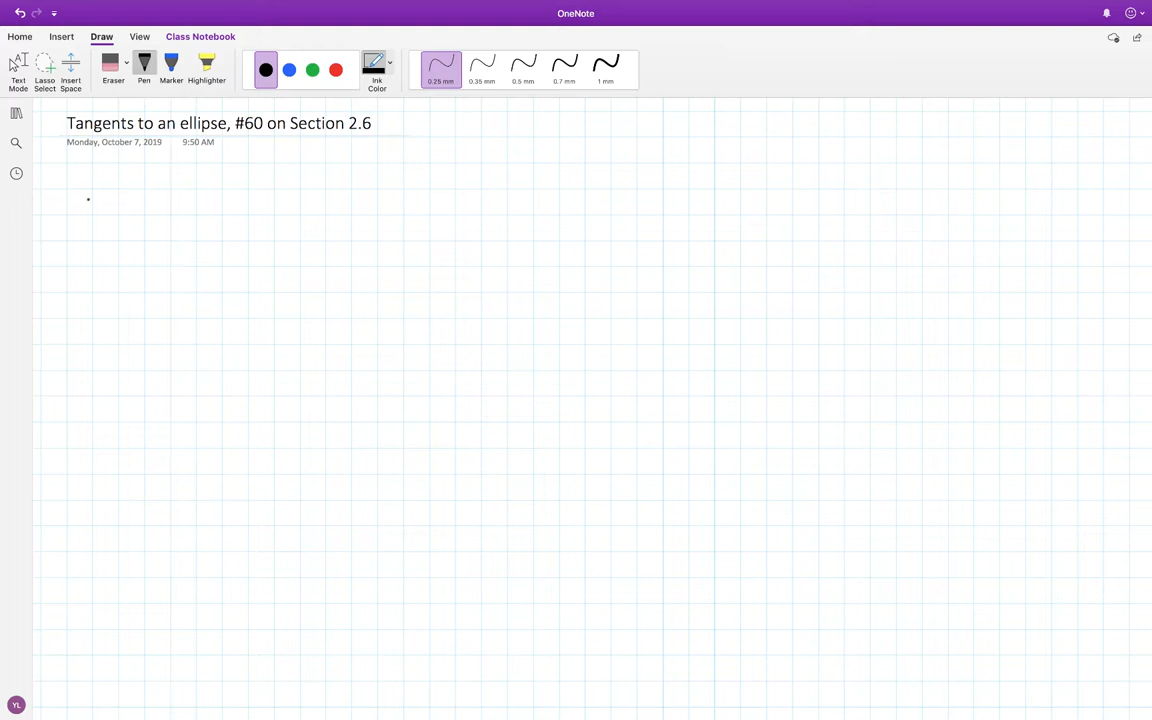 OneNote
Home Insert Draw View Class Notebook
Text Mode Lasso Select Insert Space Eraser Pen Marker Highlighter Ink Color 0.25 mm 0.35 mm 0.5 mm 0.7 mm 1 mm
Tangents to an ellipse, #60 on Section 2.6
Monday, October 7, 2019 9:50 AM
YL